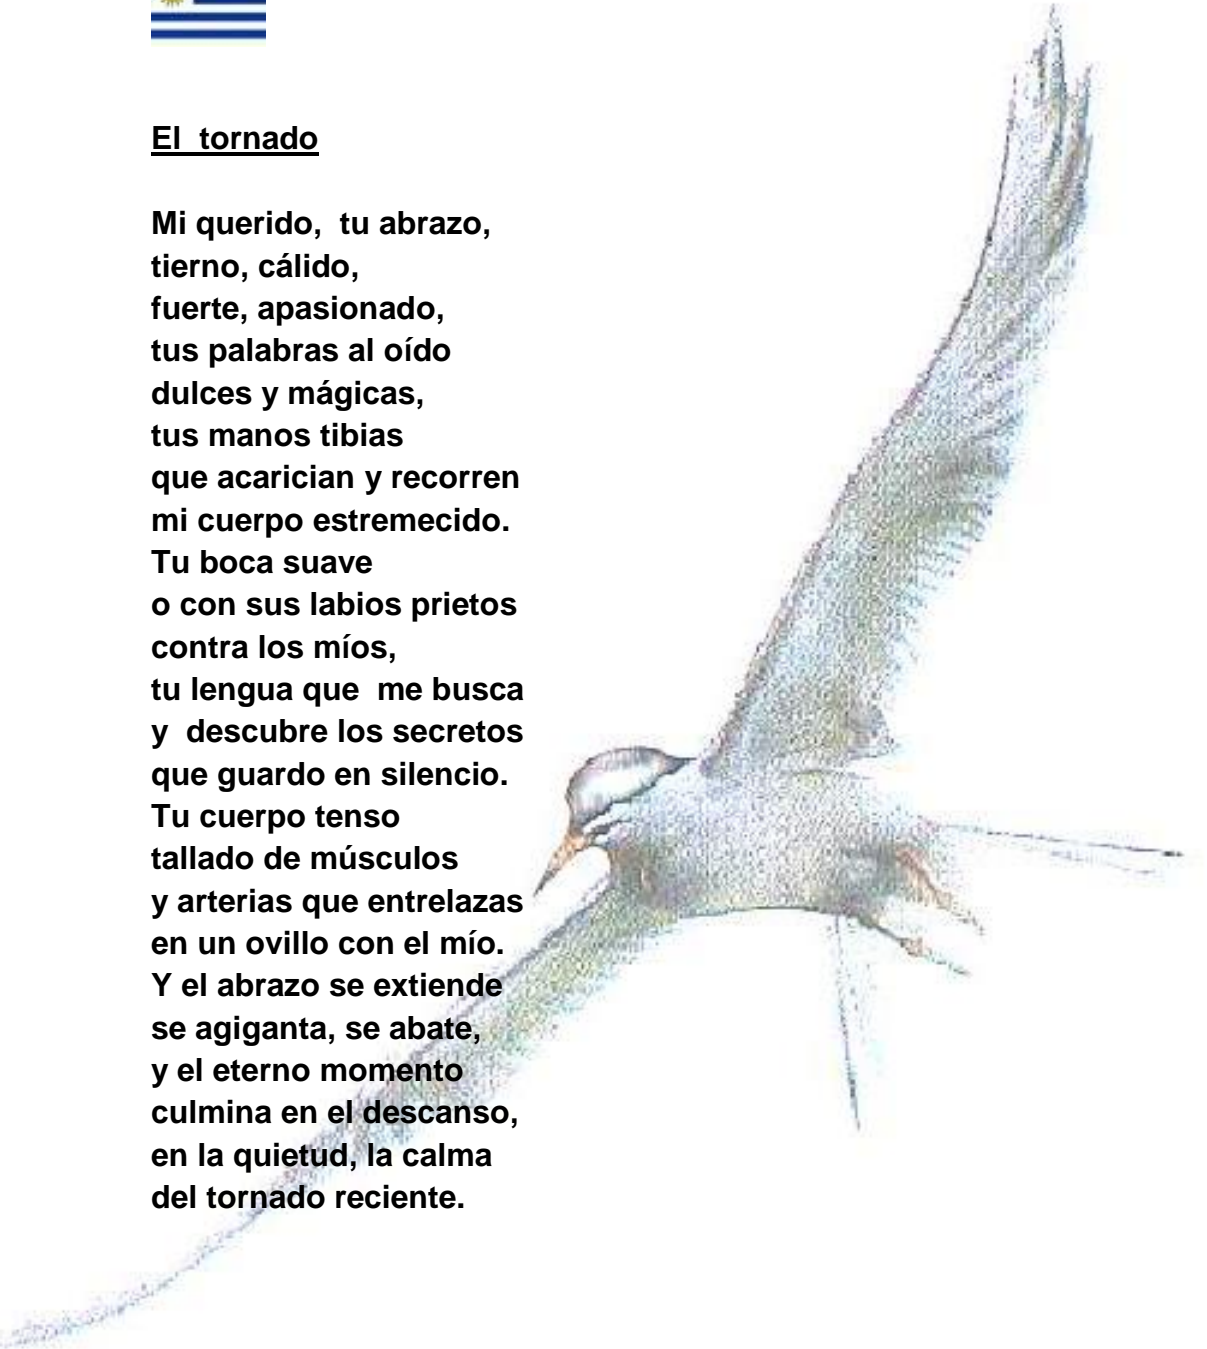 El tornado
Mi querido, tu abrazo,
tierno, cálido,
fuerte, apasionado,
tus palabras al oído
dulces y mágicas,
tus manos tibias
que acarician y recorren
mi cuerpo estremecido.
Tu boca suave
o con sus labios prietos
contra los míos,
tu lengua que me busca
y descubre los secretos
que guardo en silencio.
Tu cuerpo tenso
tallado de músculos
y arterias que entrelazas
en un ovillo con el mío.
Y el abrazo se extiende
se agiganta, se abate,
y el eterno momento
culmina en el descanso,
en la quietud, la calma
del tornado reciente.